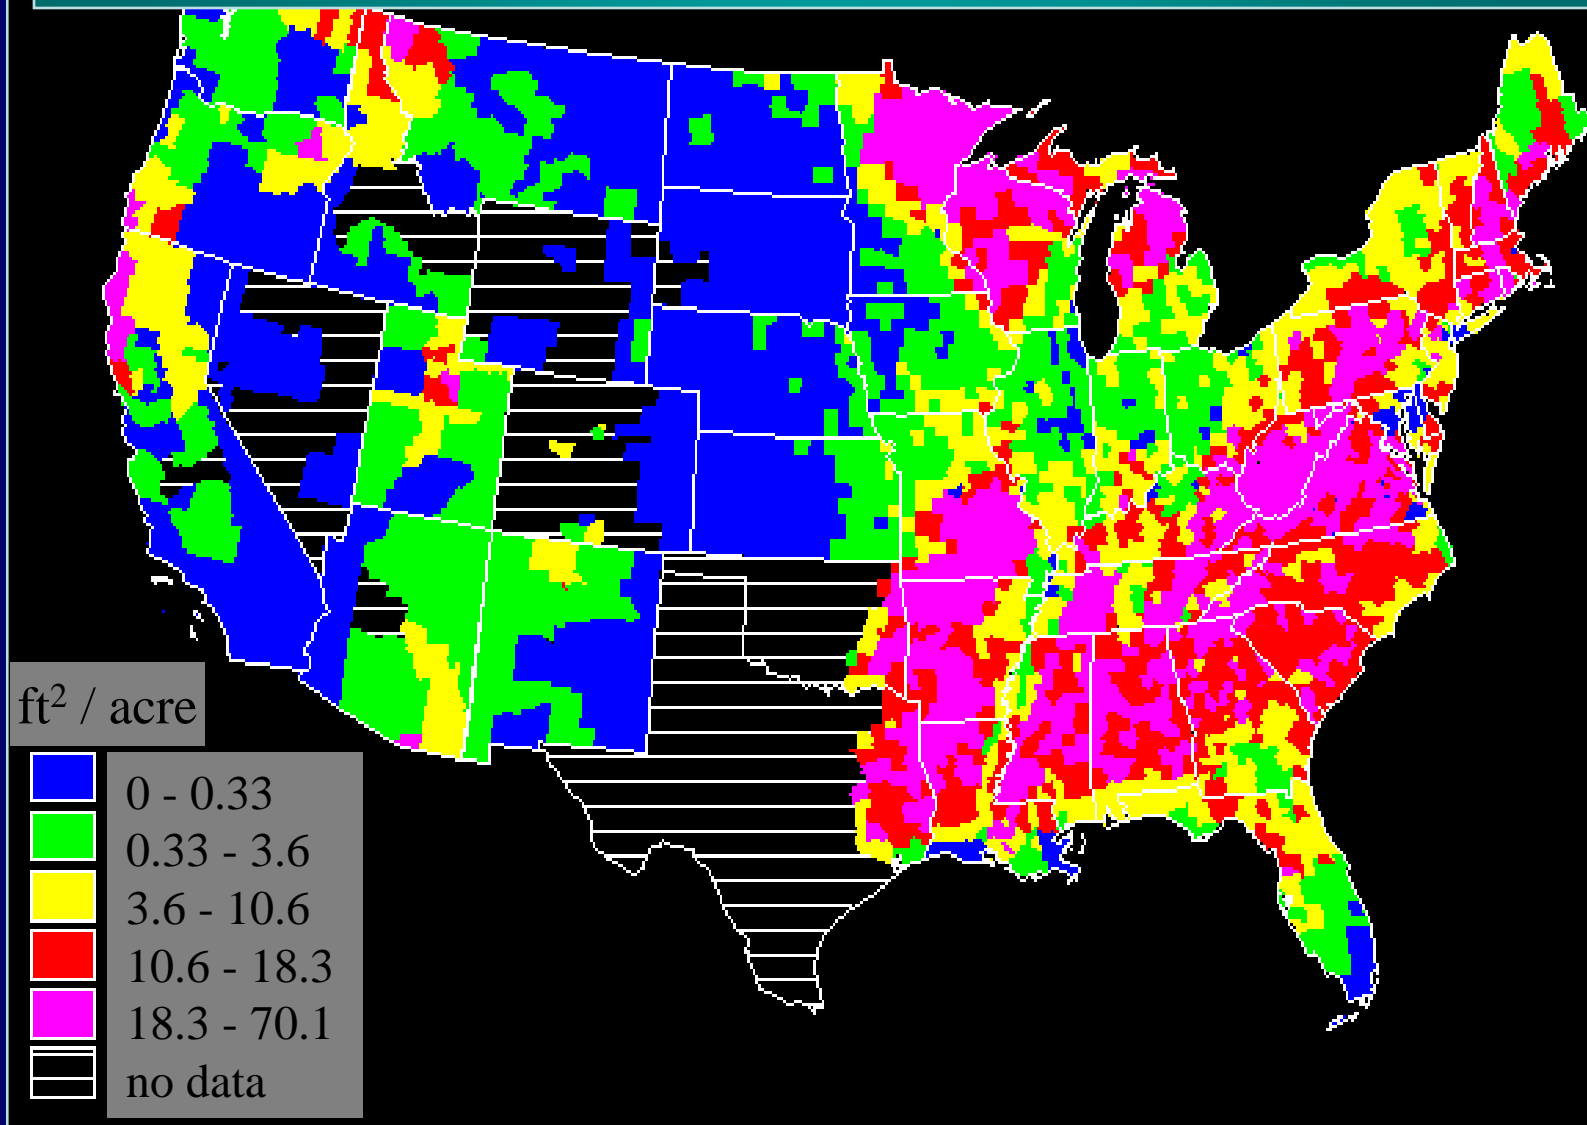 ft² / acre
0 - 0.33
0.33 - 3.6
3.6 - 10.6
10.6 - 18.3
18.3 - 70.1
no data